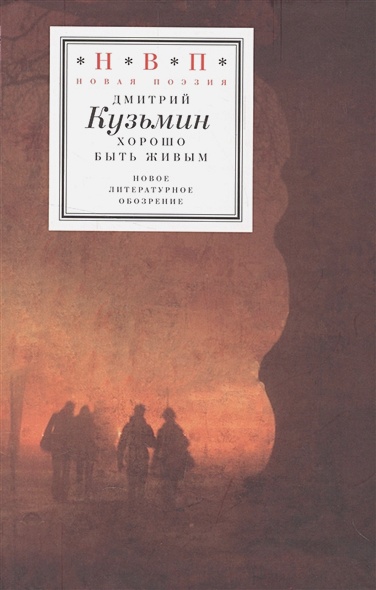 *Н*В*П*
НОВАЯ ПОЭЗИЯ
ДМИТРИЙ
Кузьмин
ХОРОШО
БЫТЬ ЖИВЫМ
НОВОЕ
ЛИТЕРАТУРНОЕ
ОБОЗРЕНИЕ